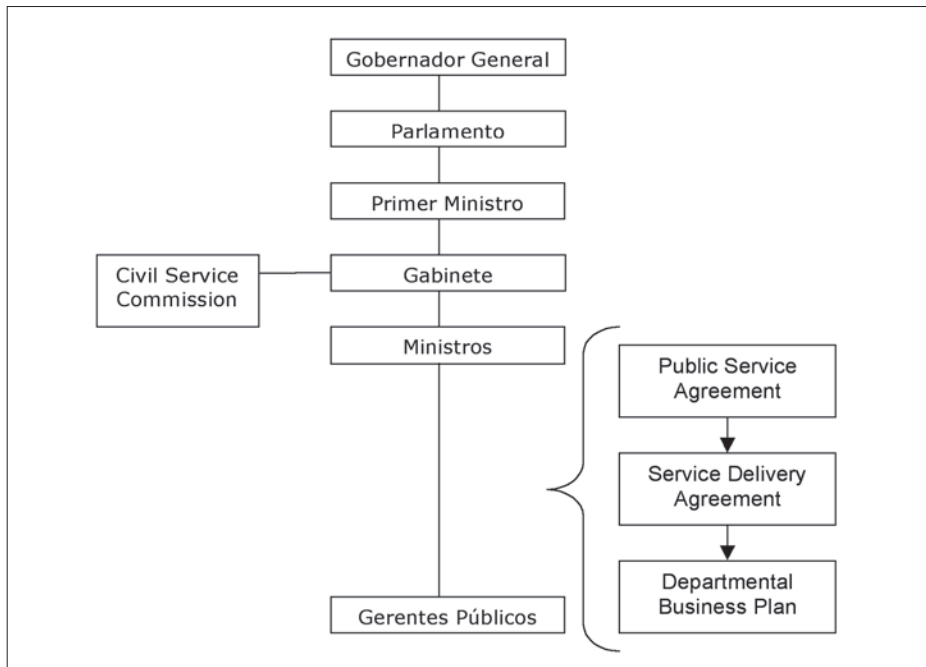 Gobernador General
Parlamento
Primer Ministro
Civil Service
Commission
Gabinete
Ministros
Public Service
Agreement
Service Delivery
Agreement
Departmental
Business Plan
Gerentes Públicos